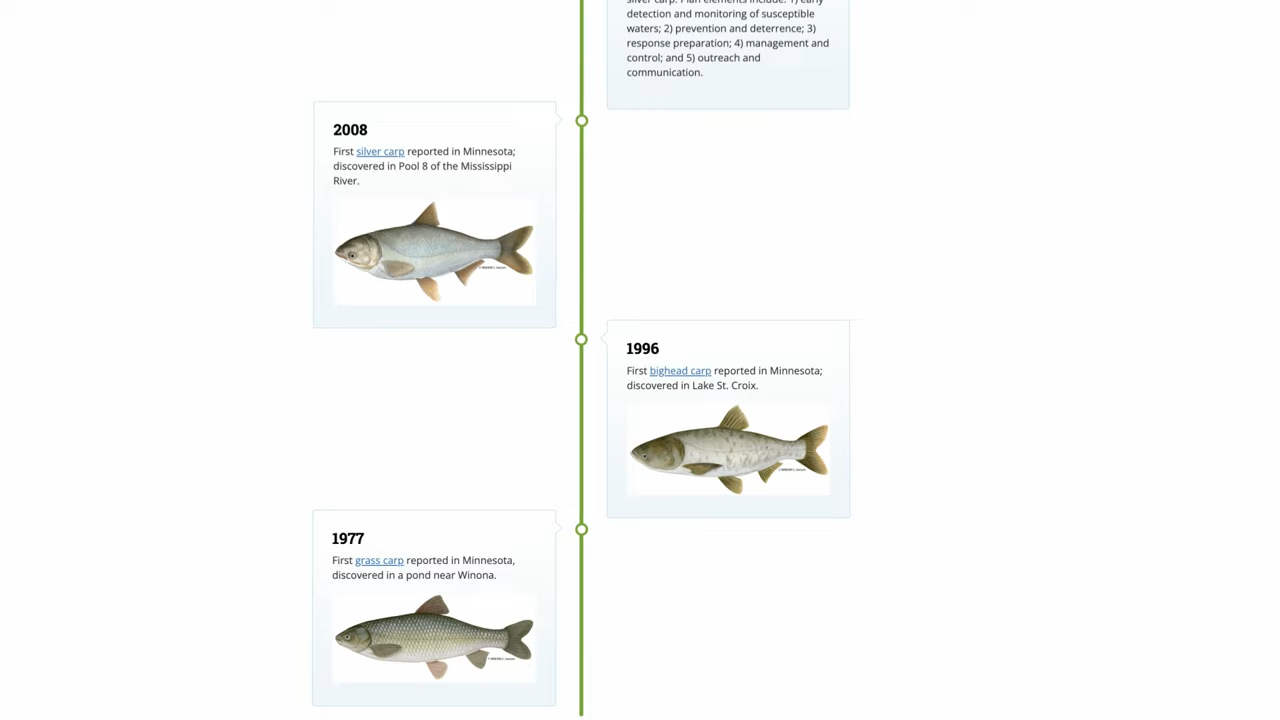 detection and monitoring of susceptible
waters; 2) prevention and deterrence; 3)
response preparation; 4) management and
control; and 5) outreach and
communication.
2008
First silver carp reported in Minnesota;
discovered in Pool 8 of the Mississippi
River.
1996
First bighead carp reported in Minnesota;
discovered in Lake St. Croix.
1977
First grass carp reported in Minnesota,
discovered in a pond near Winona.